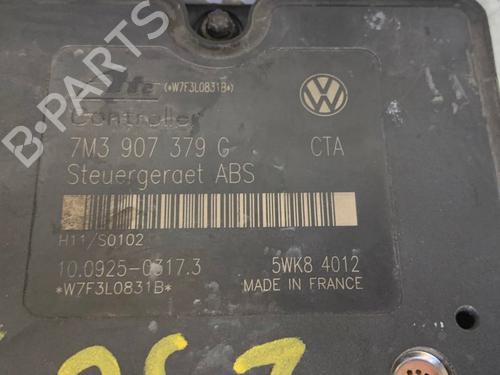 Ate (*W7F3L0831B*)
Controller
7M3 907 379 G CTA
Steuergeraet ABS
H11/S0102
10.0925-0317.3 5WK8 4012
*W7F3L0831B* MADE IN FRANCE
B-PARTS